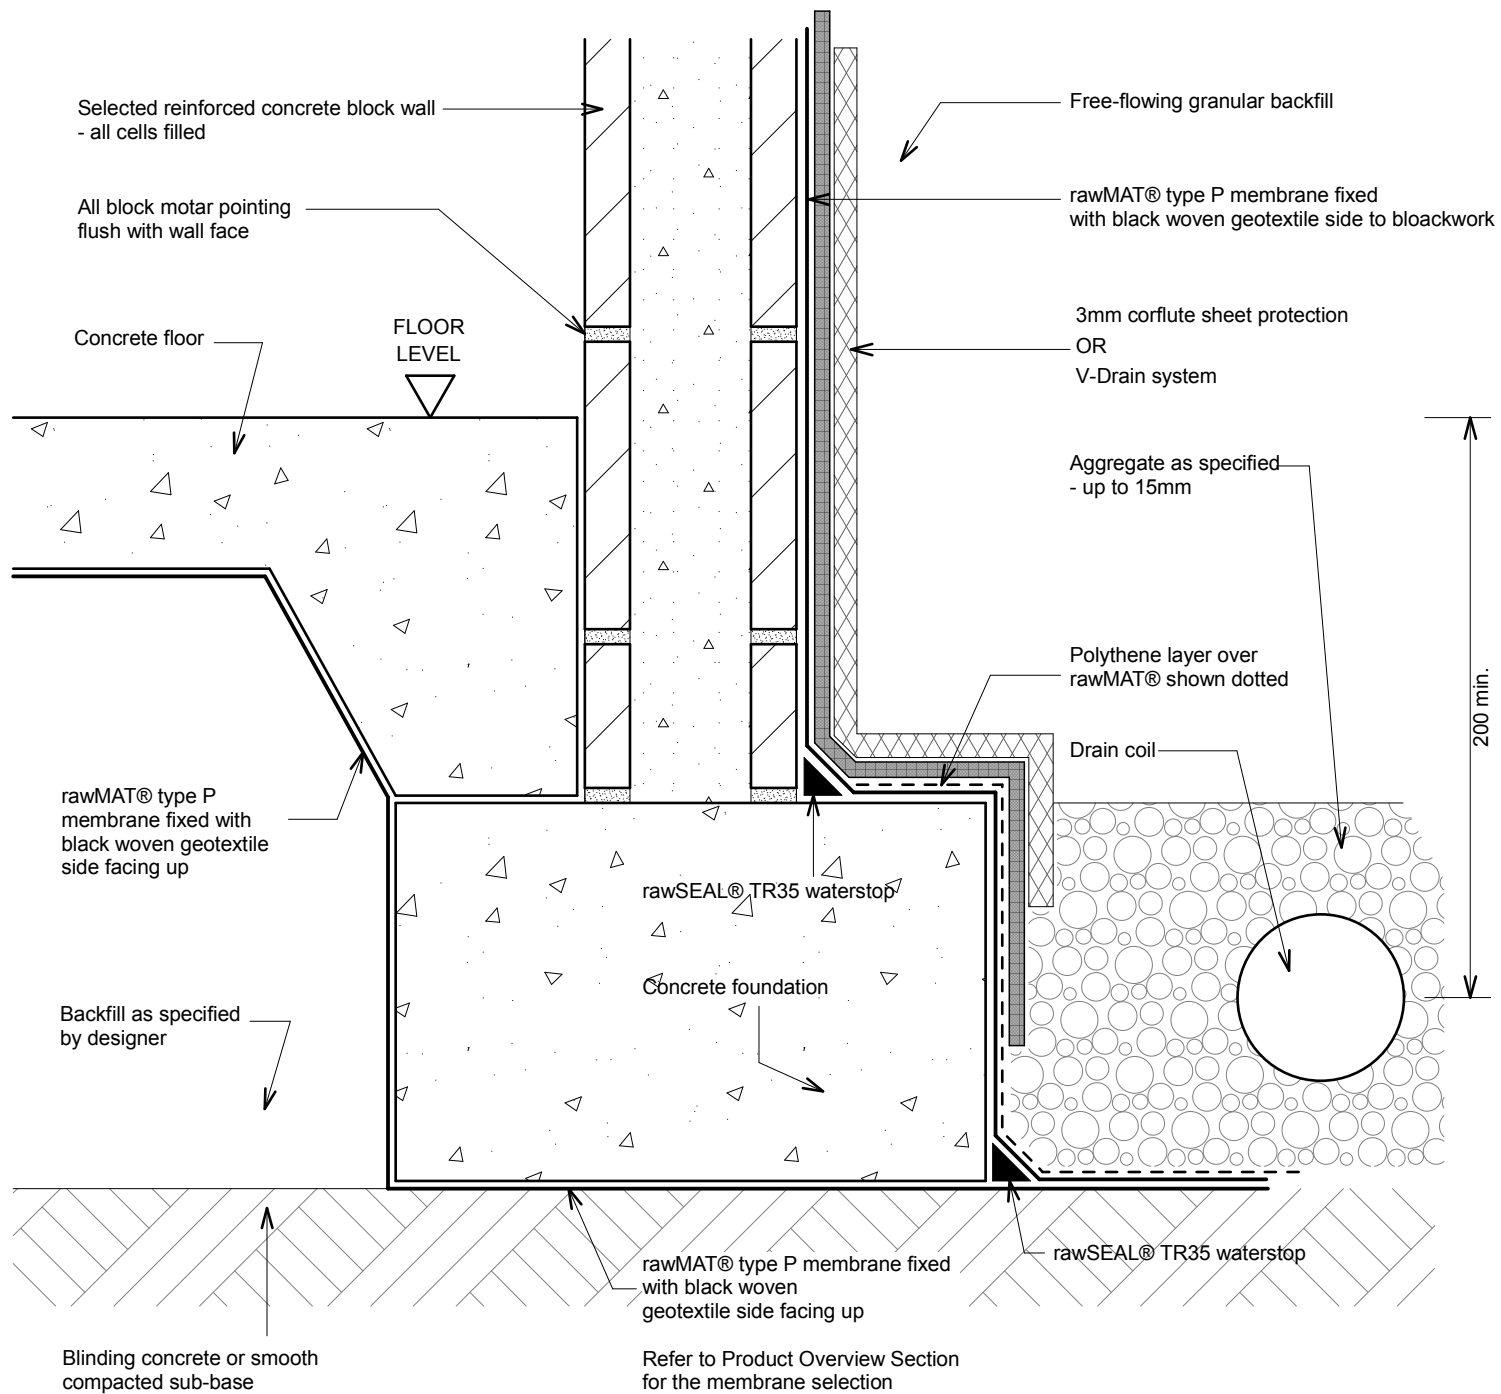 Selected reinforced concrete block wall
- all cells filled
All block motar pointing
flush with wall face
Concrete floor
FLOOR
LEVEL
Free-flowing granular backfill
rawMAT® type P membrane fixed
with black woven geotextile side to bloackwork
3mm corflute sheet protection
OR
V-Drain system
Aggregate as specified
- up to 15mm
200 min.
Polythene layer over
rawMAT® shown dotted
Drain coil
rawMAT® type P
membrane fixed with
black woven geotextile
side facing up
rawSEAL® TR35 waterstop
Concrete foundation
Backfill as specified
by designer
rawSEAL® TR35 waterstop
rawMAT® type P membrane fixed
with black woven
geotextile side facing up
Blinding concrete or smooth
compacted sub-base
Refer to Product Overview Section
for the membrane selection